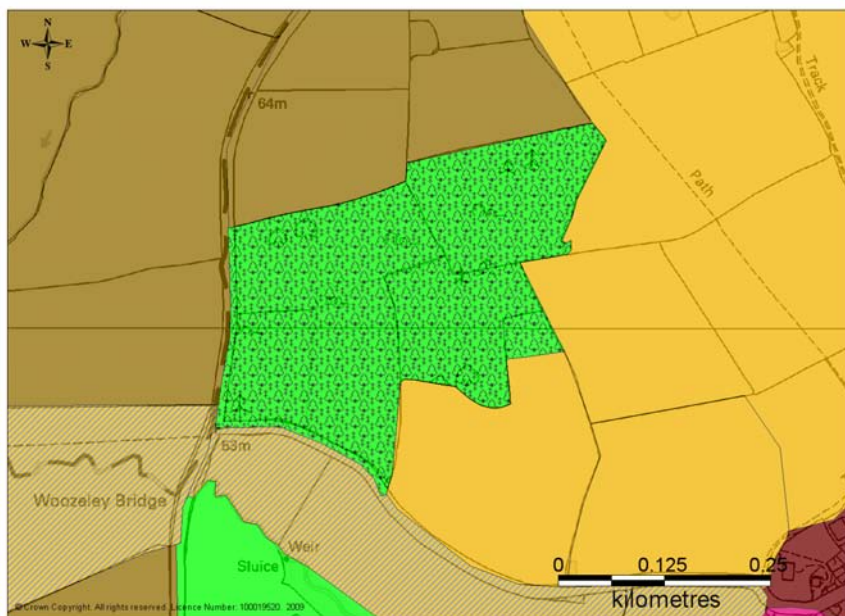 N
W E
S
64m
Track
Path
53m
Woozeley Bridge
Weir
Sluice
0 0.125 0.25
kilometres
© Crown Copyright. All rights reserved. Licence Number: 100019520. 2009